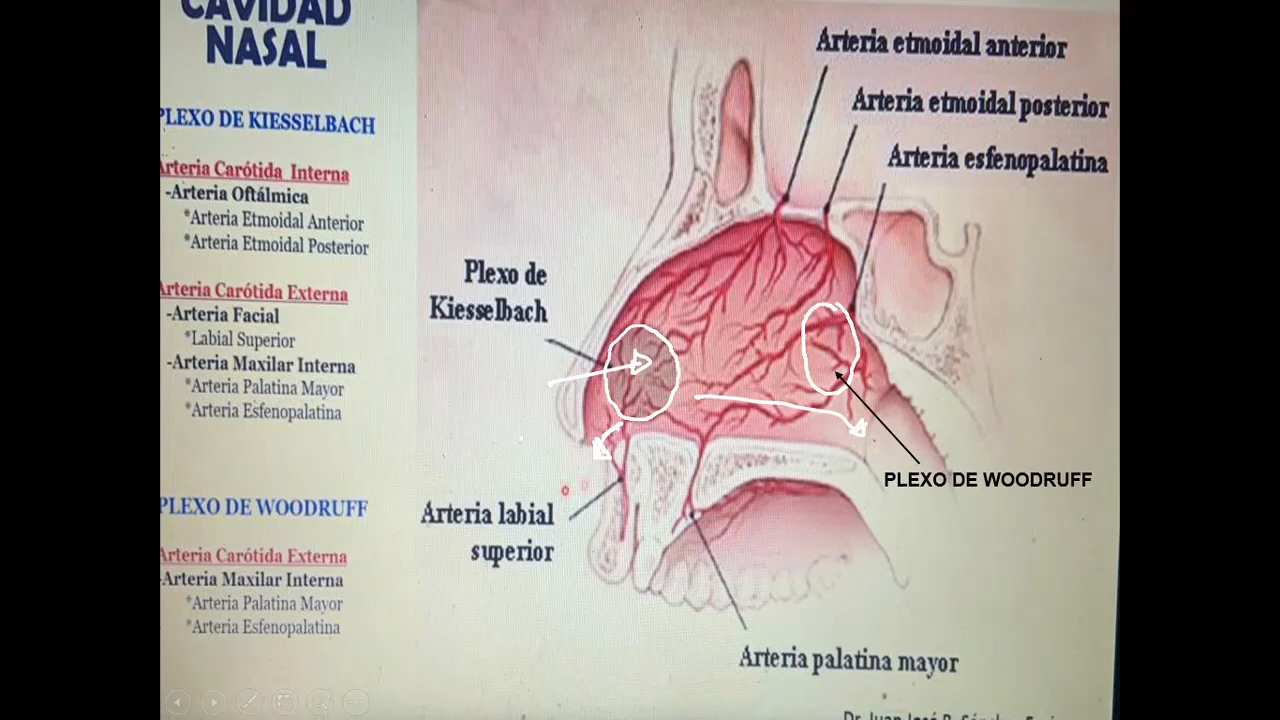 CAVIDAD
NASAL
PLEXO DE KIESSELBACH
Arteria Carótida Interna
-Arteria Oftálmica
*Arteria Etmoidal Anterior
*Arteria Etmoidal Posterior
Arteria Carótida Externa
-Arteria Facial
*Labial Superior
-Arteria Maxilar Interna
*Arteria Palatina Mayor
*Arteria Esfenopalatina
PLEXO DE WOODRUFF
Arteria Carótida Externa
-Arteria Maxilar Interna
*Arteria Palatina Mayor
*Arteria Esfenopalatina
Arteria etmoidal anterior
Arteria etmoidal posterior
Arteria esfenopalatina
Plexo de
Kiesselbach
PLEXO DE WOODRUFF
Arteria labial
superior
Arteria palatina mayor
Dr. Juan José